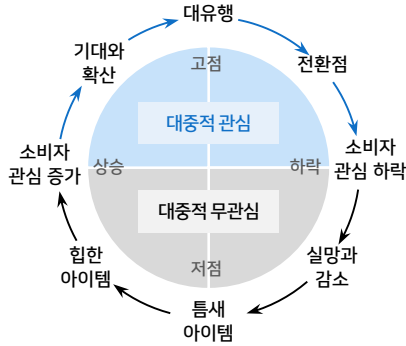 대유행
기대와
확산
고점
전환점
대중적 관심
소비자
관심 증가
상승
하락
소비자
관심 하락
대중적 무관심
힙한
아이템
저점
실망과
감소
틈새
아이템